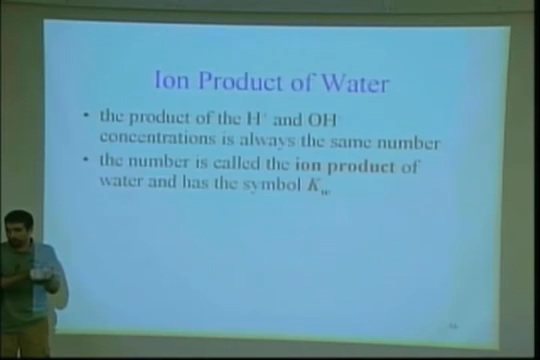 Ion Product of Water
• the product of the H⁺ and OH⁻
concentrations is always the same number
• the number is called the ion product of
water and has the symbol Kw